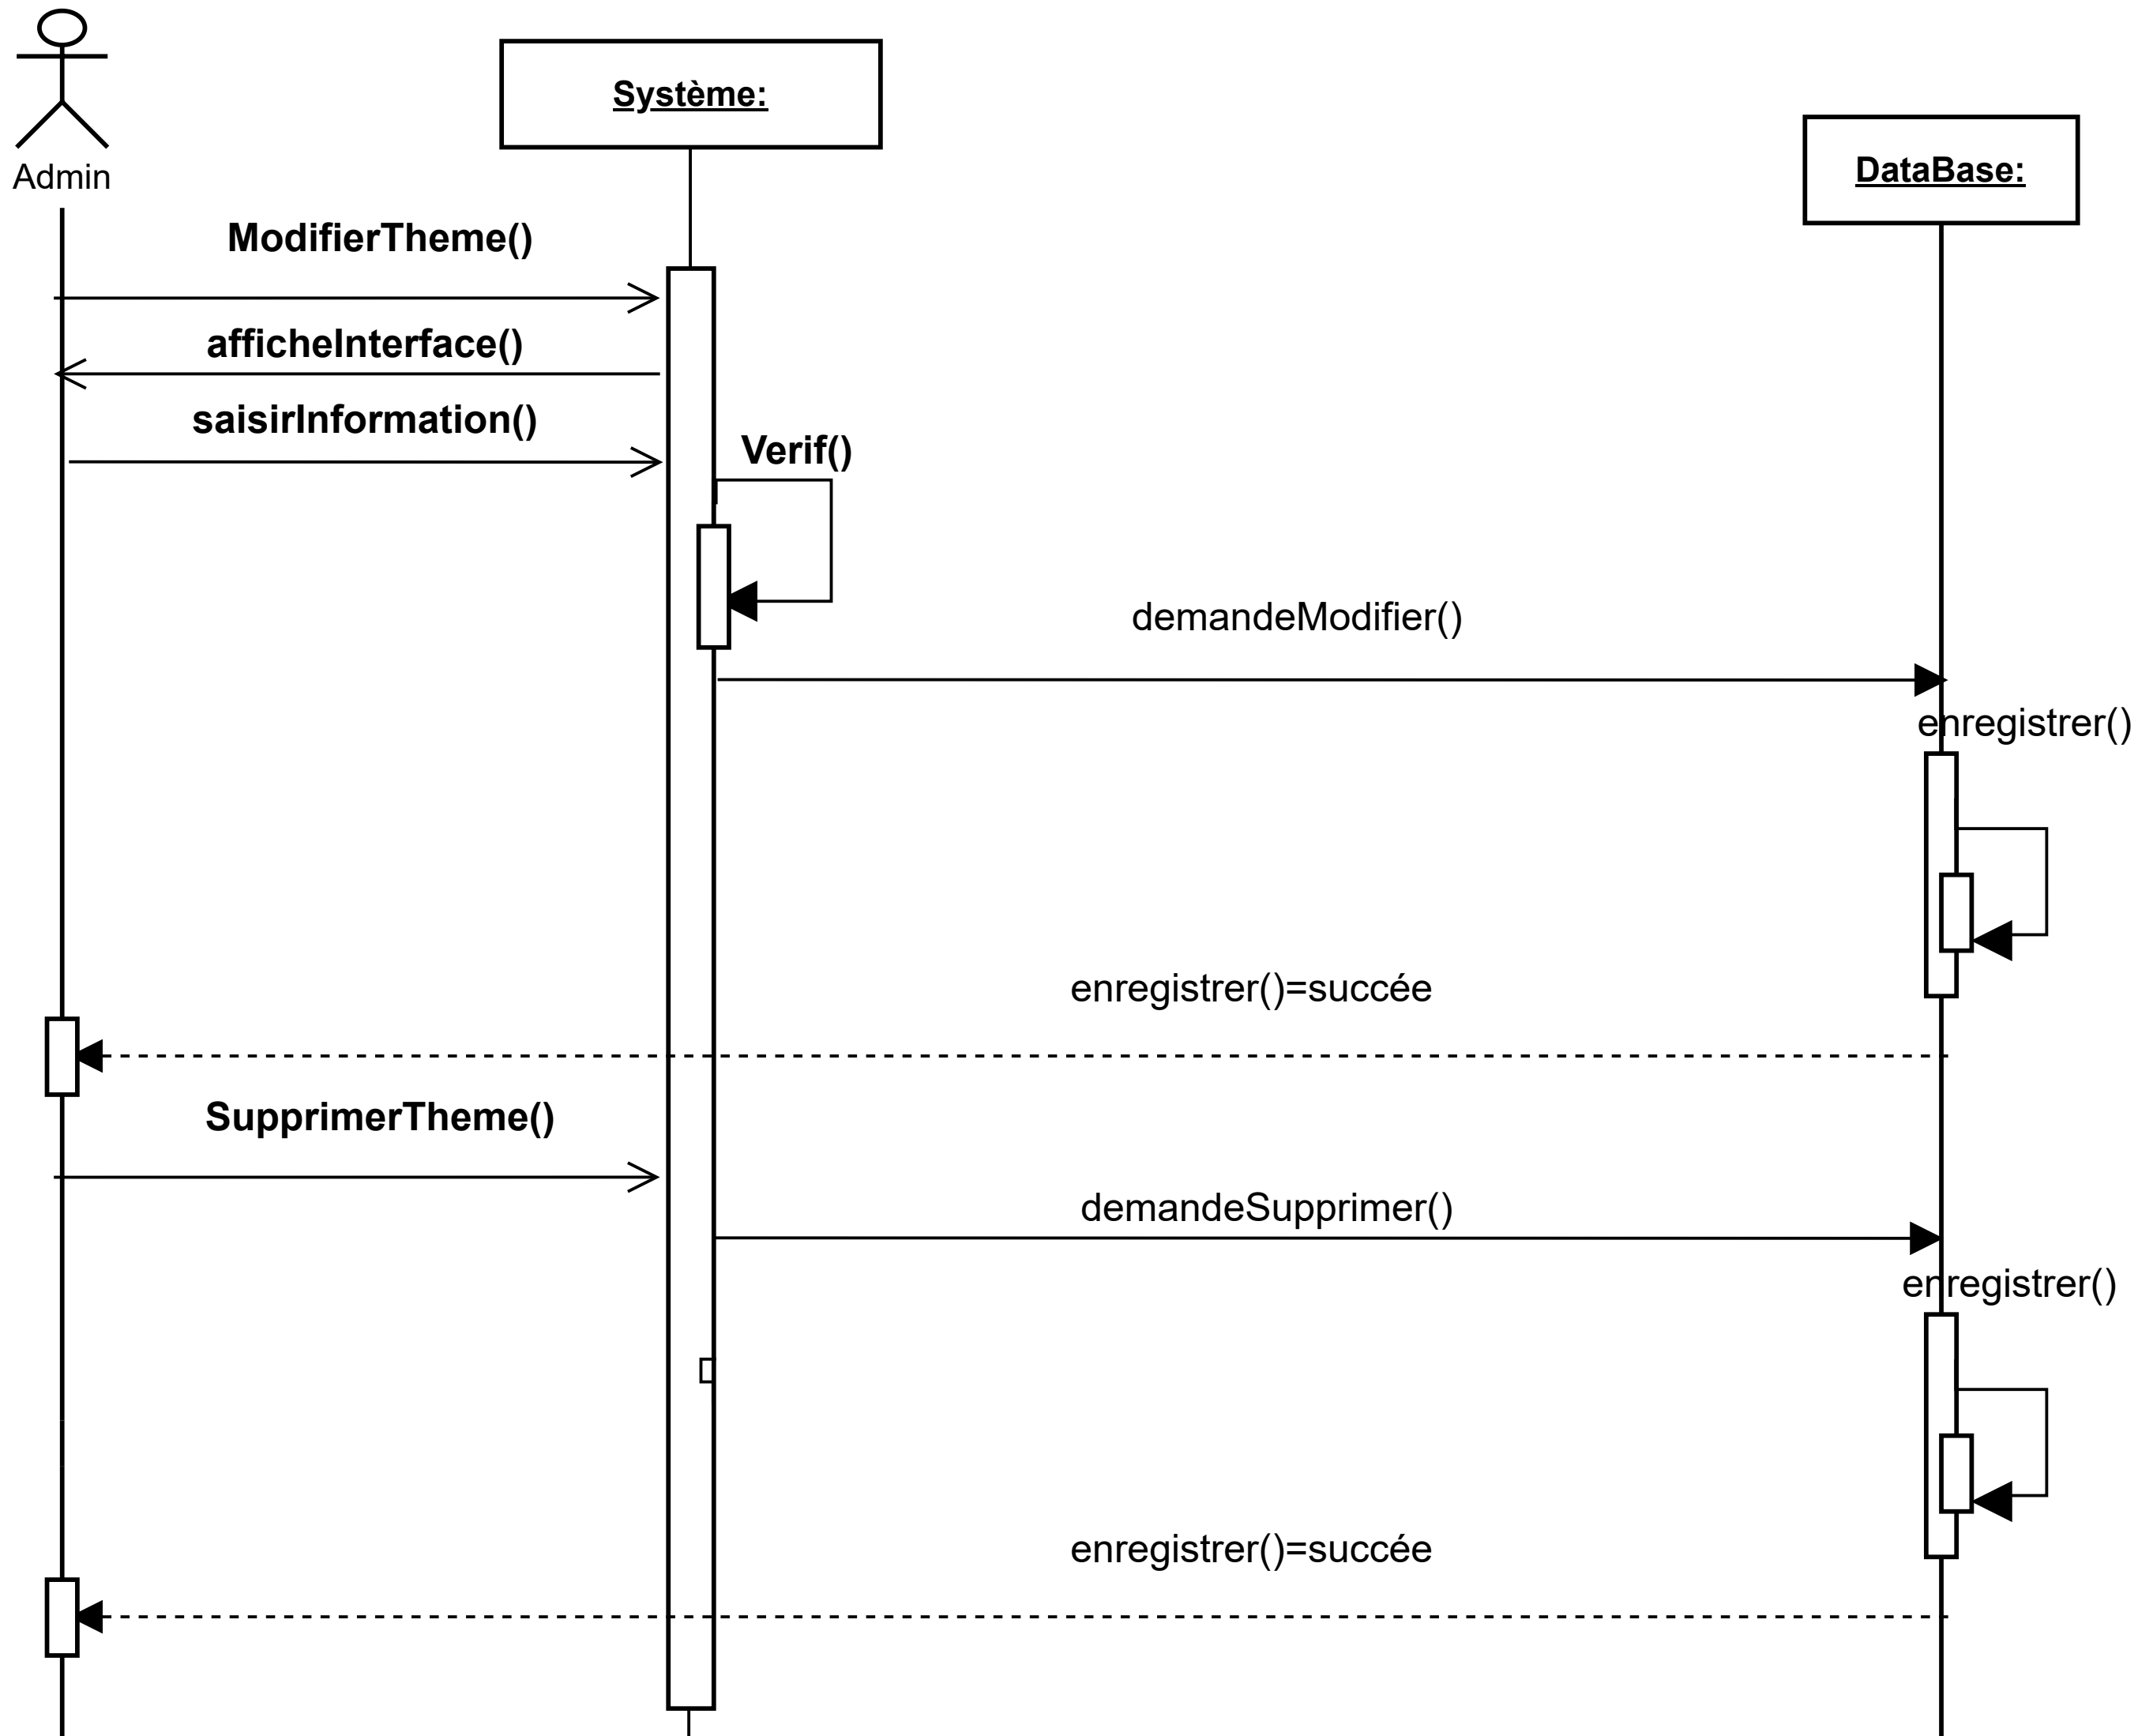 Système:
DataBase:
Admin
ModifierTheme()
afficheInterface()
saisirInformation()
Verif()
demandeModifier()
enregistrer()
enregistrer()=succée
SupprimerTheme()
demandeSupprimer()
enregistrer()
enregistrer()=succée